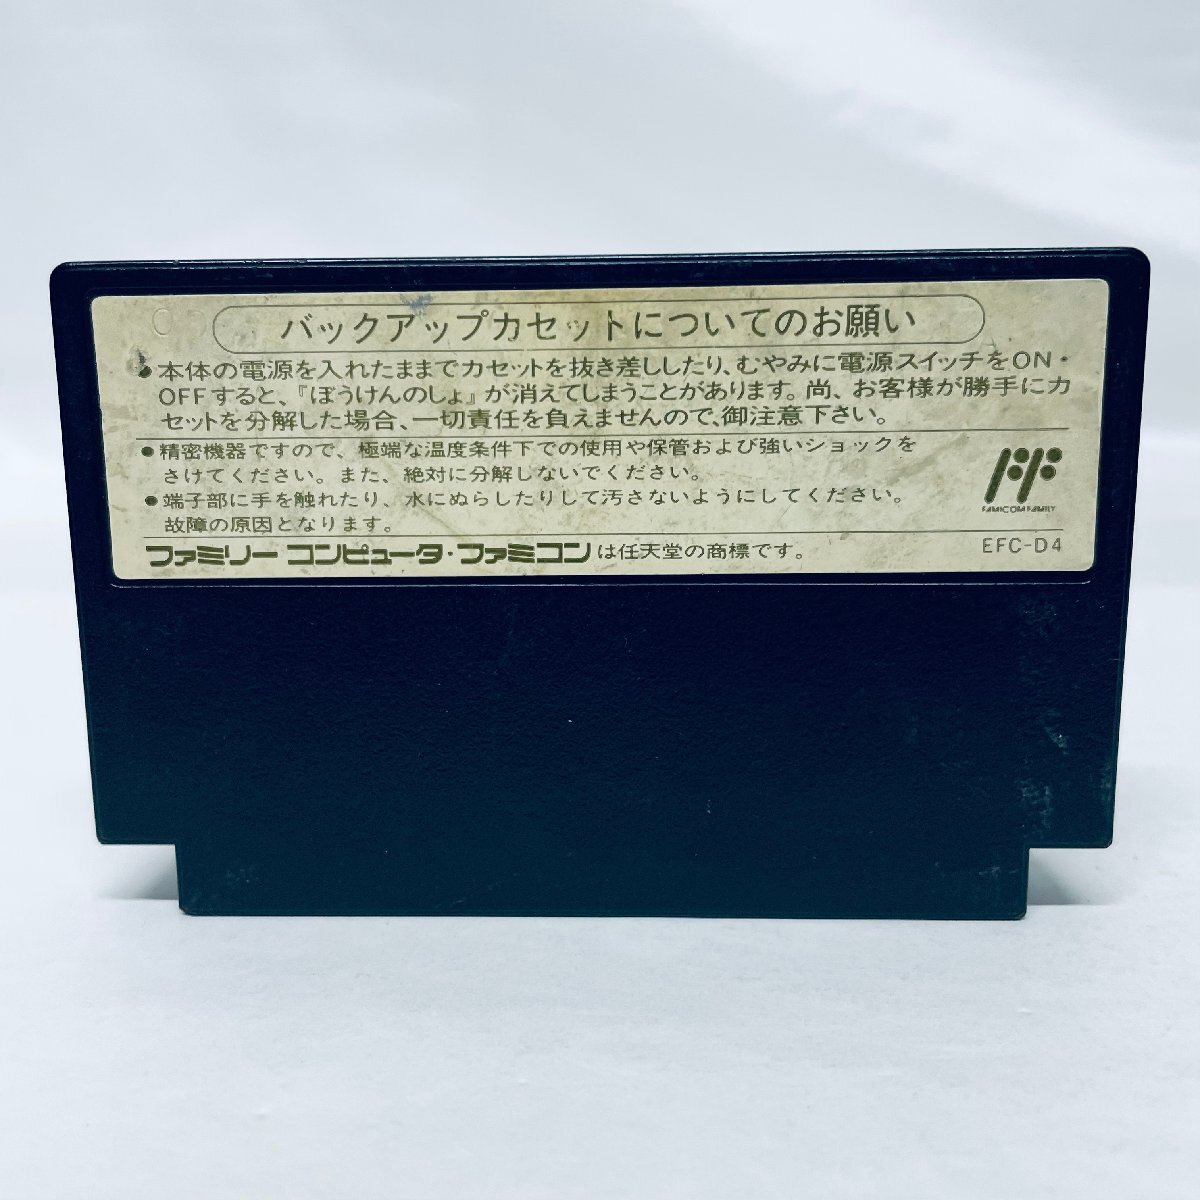 バックアップカセットについてのお願い
●本体の電源を入れたままでカセットを抜き差ししたり、むやみに電源スイッチをON・
OFFすると、『ぼうけんのしょ』が消えてしまうことがあります。尚、お客様が勝手にカ
セットを分解した場合、一切責任を負えませんので、御注意下さい。
●精密機器ですので、極端な温度条件下での使用や保管および強いショックを
さけてください。また、絶対に分解しないでください。
●端子部に手を触れたり、水にぬらしたりして汚さないようにしてください。
故障の原因となります。
FF
FAMICOM FAMILY
ファミリーコンピュータ・ファミコンは任天堂の商標です。
EFC-D4